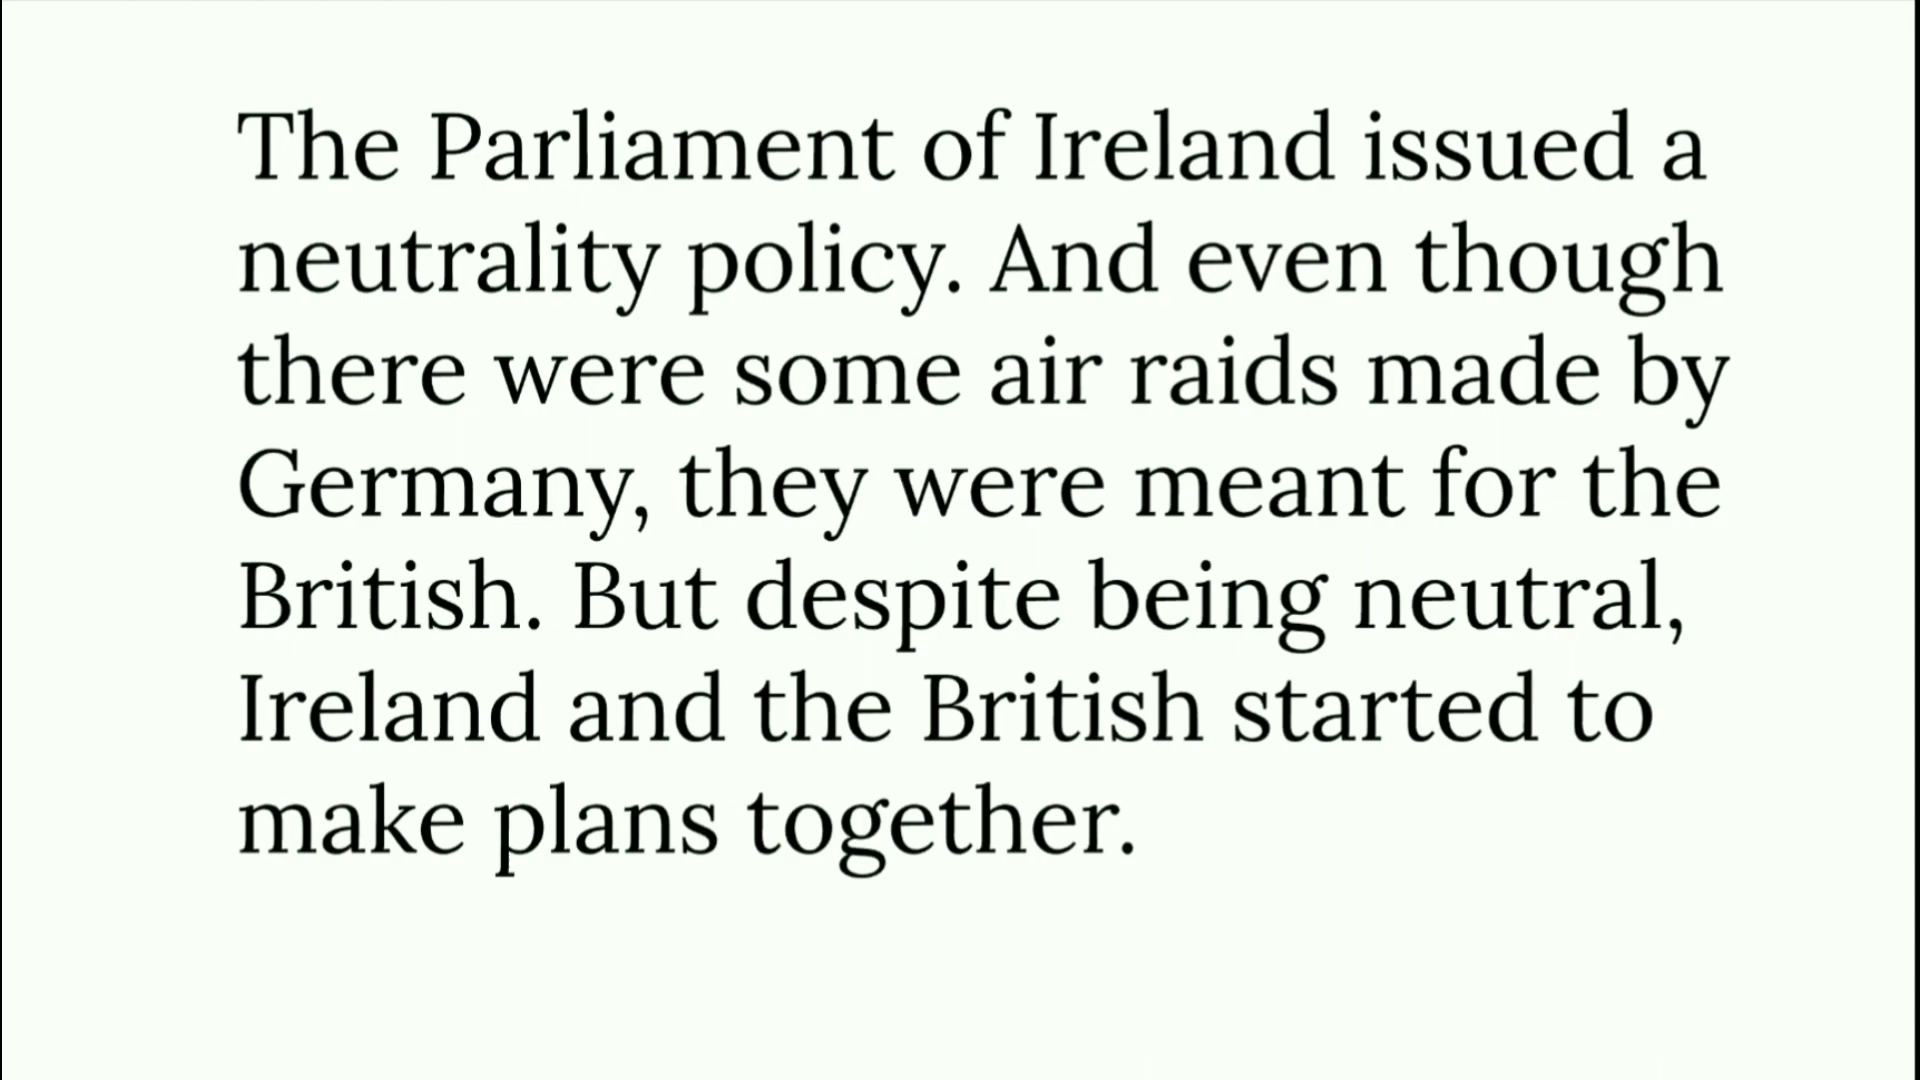 The Parliament of Ireland issued a
neutrality policy. And even though
there were some air raids made by
Germany, they were meant for the
British. But despite being neutral,
Ireland and the British started to
make plans together.